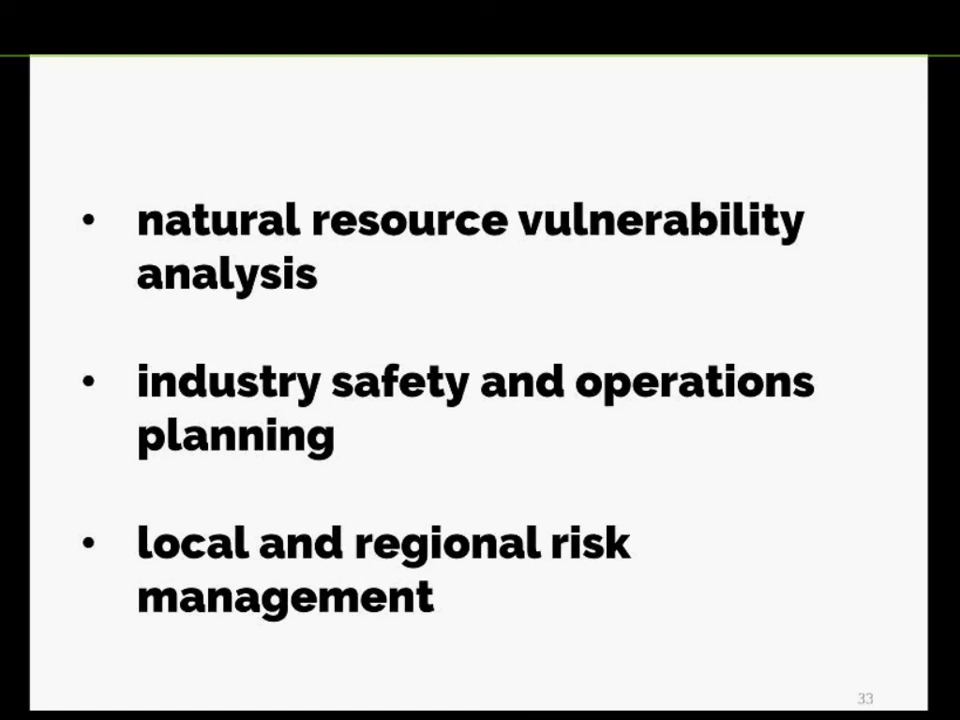 • natural resource vulnerability
analysis
• industry safety and operations
planning
• local and regional risk
management
33